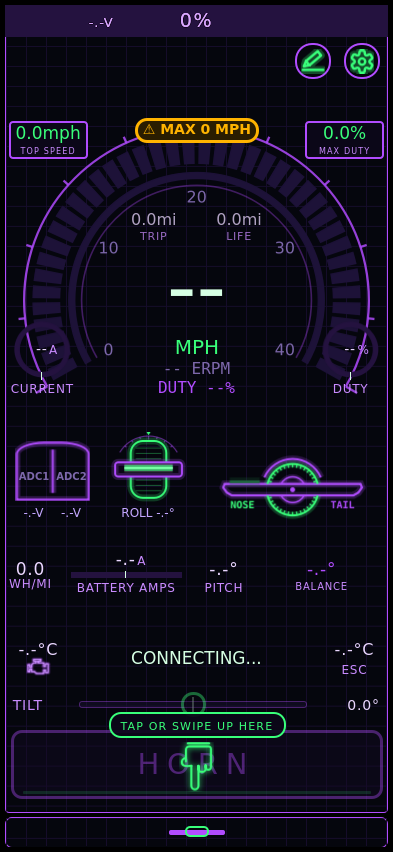 -.-V 0%
⚠ MAX 0 MPH
0.0mph
TOP SPEED
0.0%
MAX DUTY
20
0.0mi 0.0mi
TRIP LIFE
10 30
-- 
0 40
MPH
-- ERPM
DUTY --%
--A
CURRENT
--%
DUTY
ADC1 ADC2
-.-V -.-V
ROLL -.-°
NOSE TAIL
0.0
WH/MI
-.-A
BATTERY AMPS
-.-°
PITCH
-.-°
BALANCE
-.-°C
CONNECTING...
-.-°C
ESC
TILT 0.0°
TAP OR SWIPE UP HERE
HORN